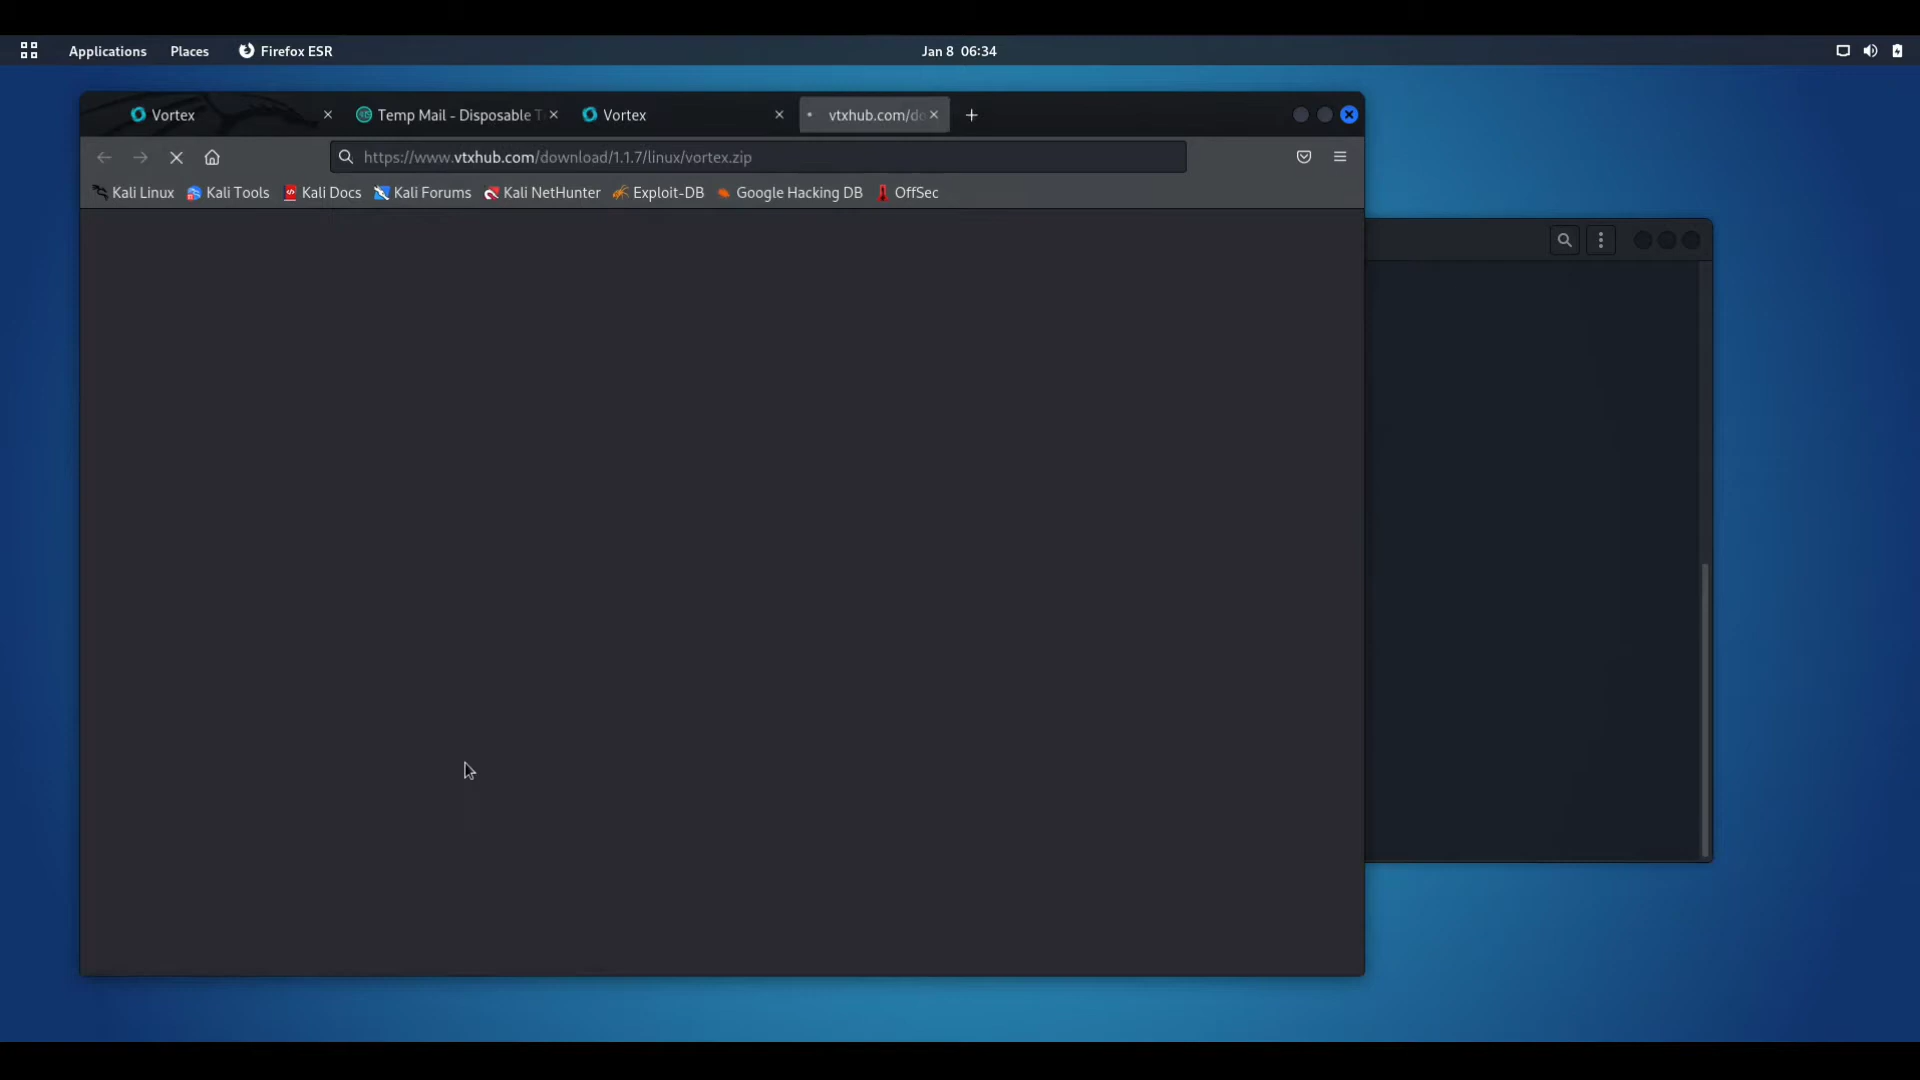 Applications Places Firefox ESR Jan 8 06:34
Vortex Temp Mail - Disposable T Vortex vtxhub.com/do
https://www.vtxhub.com/download/1.1.7/linux/vortex.zip
Kali Linux Kali Tools Kali Docs Kali Forums Kali NetHunter Exploit-DB Google Hacking DB OffSec